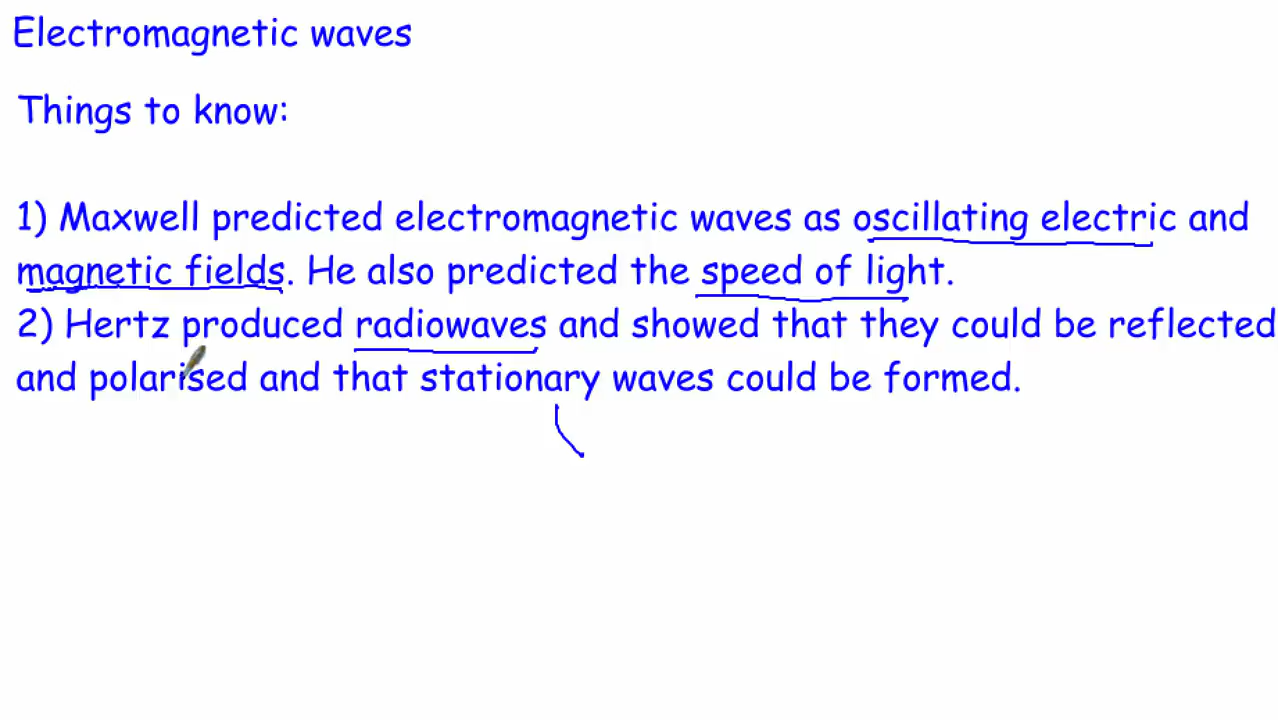 Electromagnetic waves
Things to know:
1) Maxwell predicted electromagnetic waves as oscillating electric and
magnetic fields. He also predicted the speed of light.
2) Hertz produced radiowaves and showed that they could be reflected
and polarised and that stationary waves could be formed.